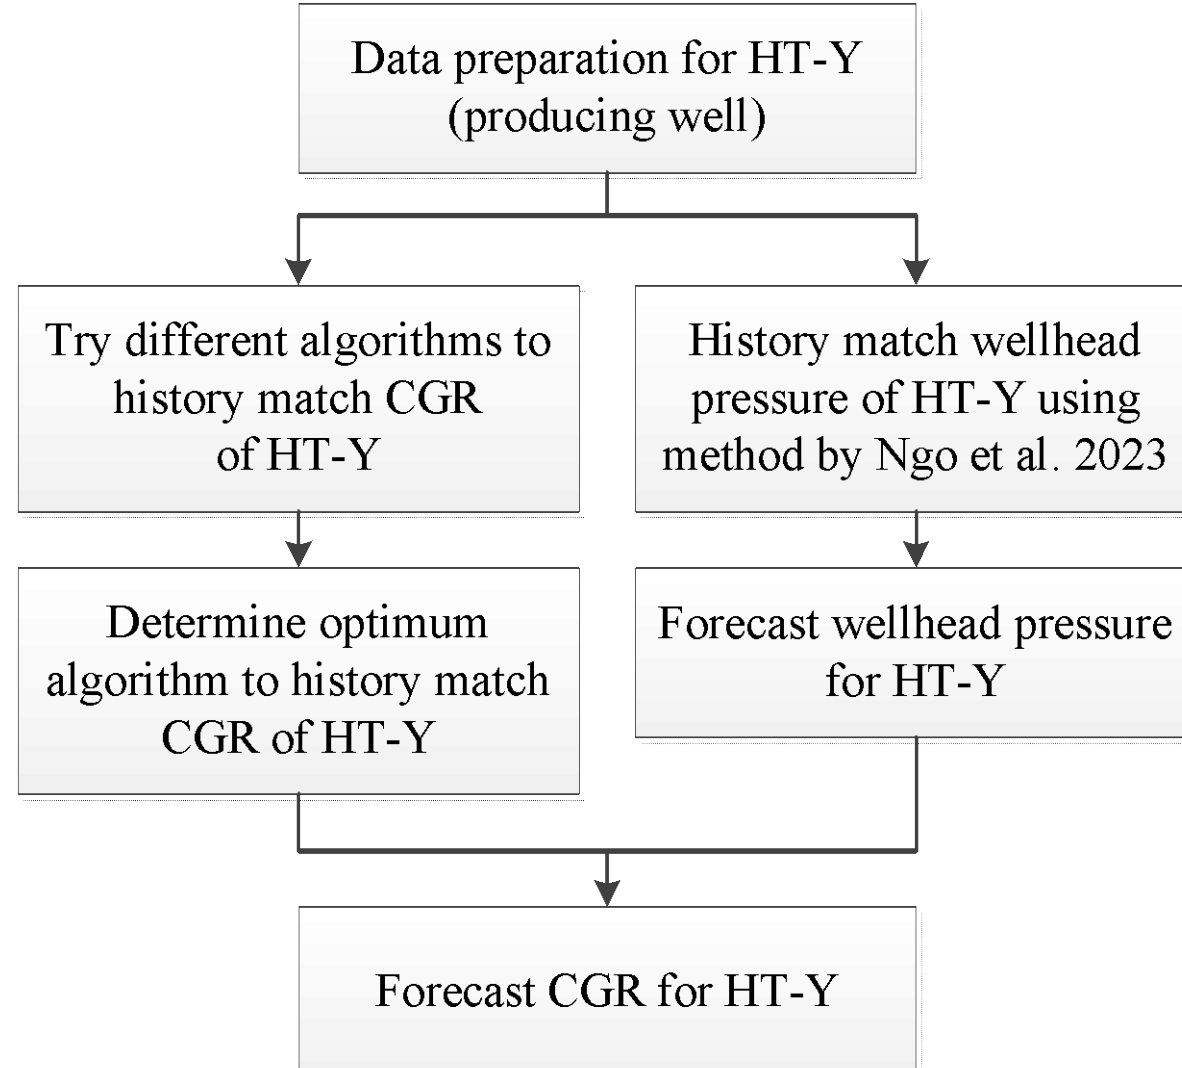 Data preparation for HT-Y
(producing well)
Try different algorithms to
history match CGR
of HT-Y
History match wellhead
pressure of HT-Y using
method by Ngo et al. 2023
Determine optimum
algorithm to history match
CGR of HT-Y
Forecast wellhead pressure
for HT-Y
Forecast CGR for HT-Y